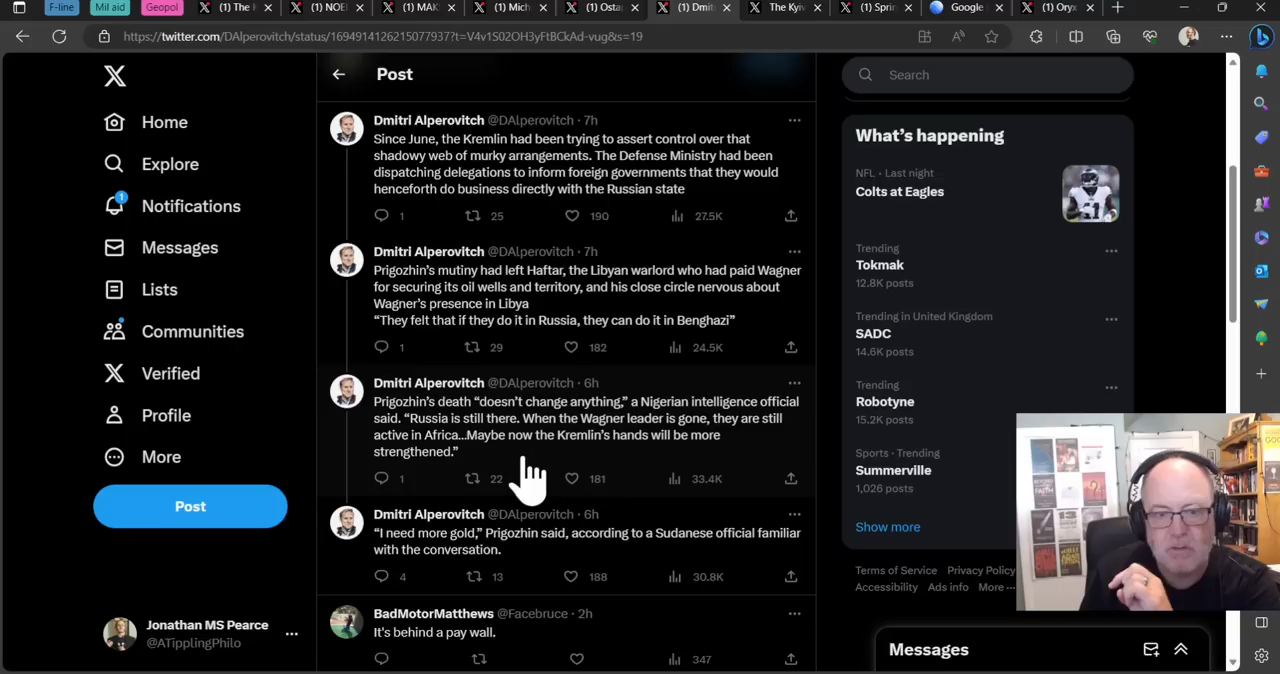 F-line
Mil aid
Geopol
(1) The K
(1) NOEL
(1) MAK
(1) Mich
(1) Osta
(1) Dmit
The Kyiv
(1) Sprin
Google
(1) Oryx
https://twitter.com/DAlperovitch/status/1694914126215077937?t=V4v1S02OH3yFtBCkAd-vug&s=19
Home
Explore
1
Notifications
Messages
Lists
Communities
Verified
Profile
More
Post
Jonathan MS Pearce
@ATipplingPhilo
Post
Dmitri Alperovitch @DAlperovitch · 7h
Since June, the Kremlin had been trying to assert control over that
shadowy web of murky arrangements. The Defense Ministry had been
dispatching delegations to inform foreign governments that they would
henceforth do business directly with the Russian state
1 25 190 27.5K
Dmitri Alperovitch @DAlperovitch · 7h
Prigozhin's mutiny had left Haftar, the Libyan warlord who had paid Wagner
for securing its oil wells and territory, and his close circle nervous about
Wagner's presence in Libya
“They felt that if they do it in Russia, they can do it in Benghazi”
1 29 182 24.5K
Dmitri Alperovitch @DAlperovitch · 6h
Prigozhin's death “doesn't change anything,” a Nigerian intelligence official
said. “Russia is still there. When the Wagner leader is gone, they are still
active in Africa...Maybe now the Kremlin's hands will be more
strengthened.”
1 22 181 33.4K
Dmitri Alperovitch @DAlperovitch · 6h
“I need more gold,” Prigozhin said, according to a Sudanese official familiar
with the conversation.
4 13 188 30.8K
BadMotorMatthews @Facebruce · 2h
It's behind a pay wall.
347
Search
What's happening
NFL · Last night
Colts at Eagles
Trending
Tokmak
12.8K posts
Trending in United Kingdom
SADC
14.6K posts
Trending
Robotyne
15.2K posts
Sports · Trending
Summerville
1,026 posts
Show more
Terms of Service Privacy Policy
Accessibility Ads info More ...
Messages